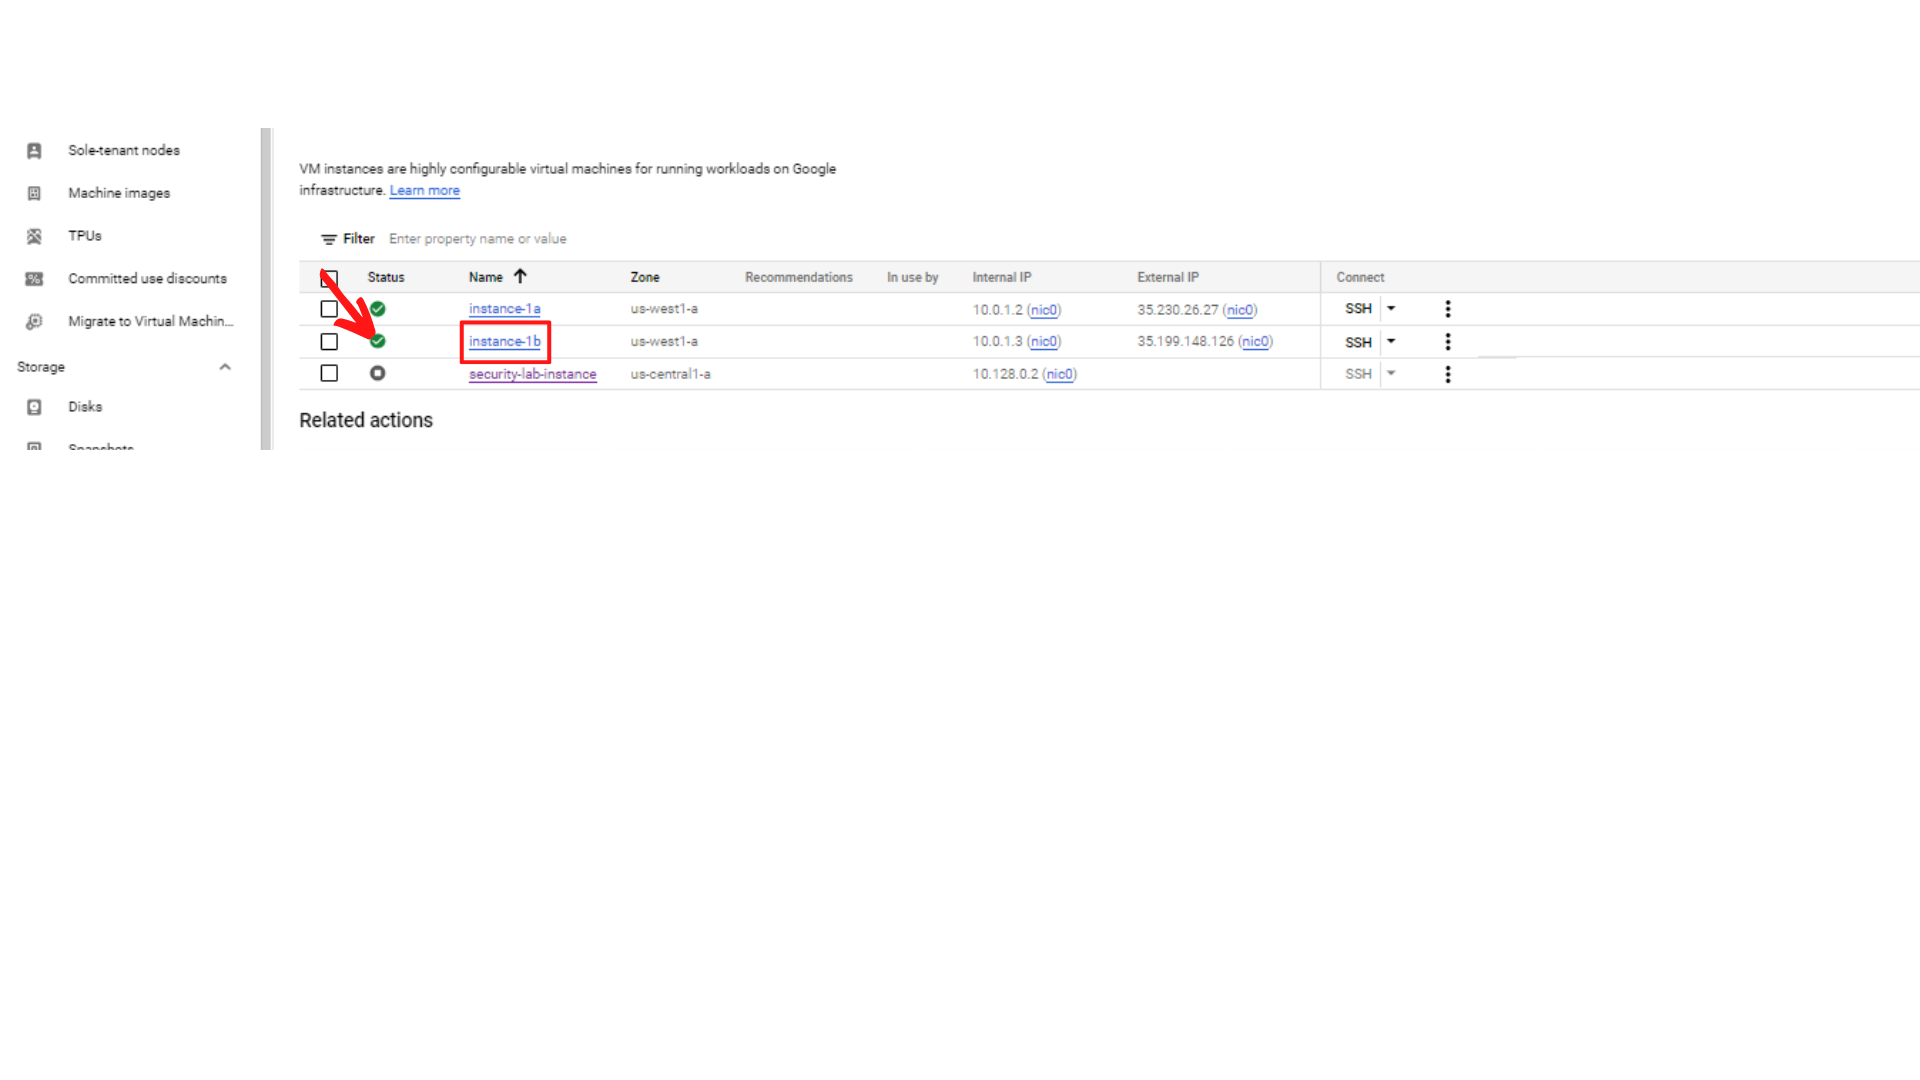 Sole-tenant nodes
Machine images
TPUs
Committed use discounts
Migrate to Virtual Machin...
Storage
Disks
Snapshots
VM instances are highly configurable virtual machines for running workloads on Google
infrastructure. Learn more
Filter Enter property name or value
Status Name Zone Recommendations In use by Internal IP External IP Connect
instance-1a us-west1-a 10.0.1.2 (nic0) 35.230.26.27 (nic0) SSH
instance-1b us-west1-a 10.0.1.3 (nic0) 35.199.148.126 (nic0) SSH
security-lab-instance us-central1-a 10.128.0.2 (nic0) SSH
Related actions